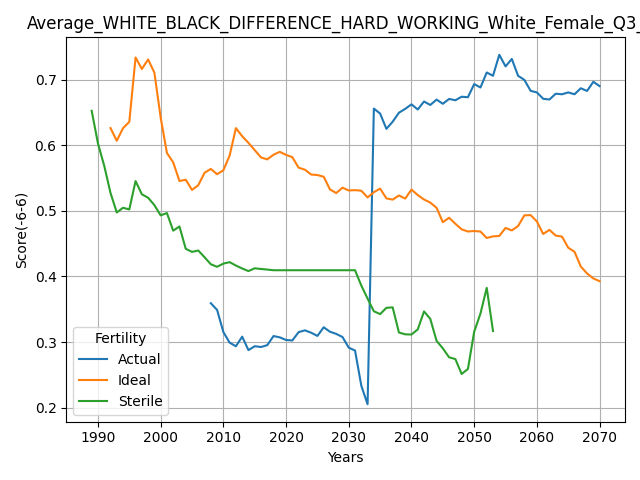 Average_WHITE_BLACK_DIFFERENCE_HARD_WORKING_White_Female_Q3_
Score(-6-6)
0.7
0.6
0.5
0.4
0.3
0.2
Fertility
Actual
Ideal
Sterile
1990 2000 2010 2020 2030 2040 2050 2060 2070
Years